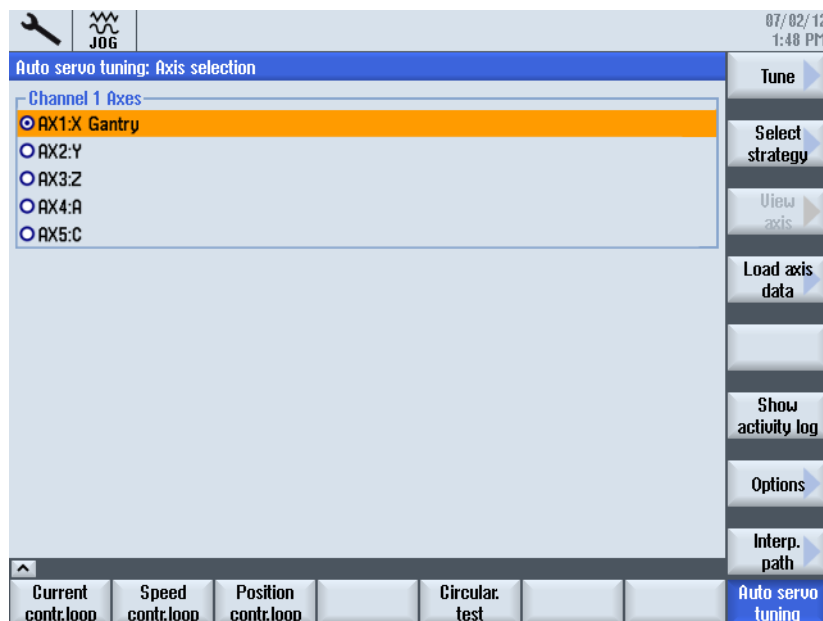 JOG
07/02/12
1:48 PM
Auto servo tuning: Axis selection
Channel 1 Axes
AX1:X Gantry
AX2:Y
AX3:Z
AX4:A
AX5:C
Tune
Select
strategy
View
axis
Load axis
data
Show
activity log
Options
Interp.
path
Current
contr.loop
Speed
contr.loop
Position
contr.loop
Circular.
test
Auto servo
tuning